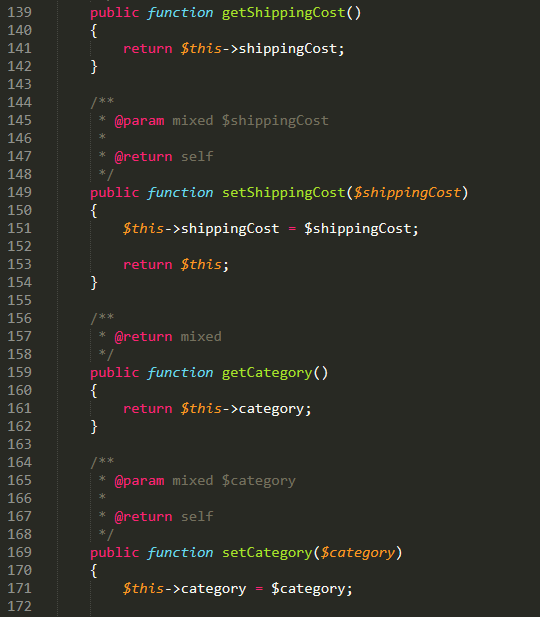 139 public function getShippingCost()
140 {
141 return $this->shippingCost;
142 }
143
144 /**
145 * @param mixed $shippingCost
146 *
147 * @return self
148 */
149 public function setShippingCost($shippingCost)
150 {
151 $this->shippingCost = $shippingCost;
152
153 return $this;
154 }
155
156 /**
157 * @return mixed
158 */
159 public function getCategory()
160 {
161 return $this->category;
162 }
163
164 /**
165 * @param mixed $category
166 *
167 * @return self
168 */
169 public function setCategory($category)
170 {
171 $this->category = $category;
172